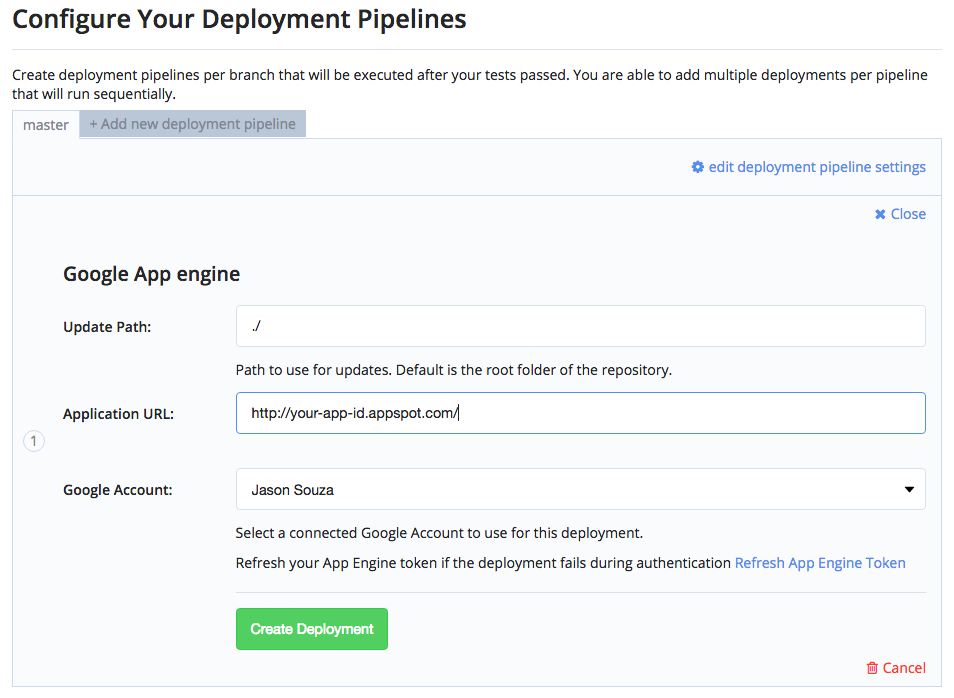 Configure Your Deployment Pipelines
Create deployment pipelines per branch that will be executed after your tests passed. You are able to add multiple deployments per pipeline
that will run sequentially.
master + Add new deployment pipeline
edit deployment pipeline settings
Close
Google App engine
Update Path: ./
Path to use for updates. Default is the root folder of the repository.
Application URL: http://your-app-id.appspot.com/
1
Google Account: Jason Souza
Select a connected Google Account to use for this deployment.
Refresh your App Engine token if the deployment fails during authentication Refresh App Engine Token
Create Deployment
Cancel